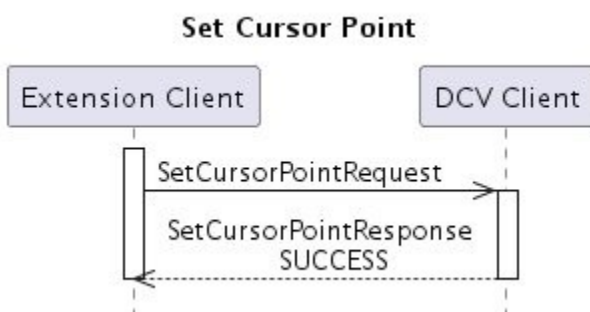 Set Cursor Point
Extension Client
DCV Client
SetCursorPointRequest
SetCursorPointResponse
SUCCESS